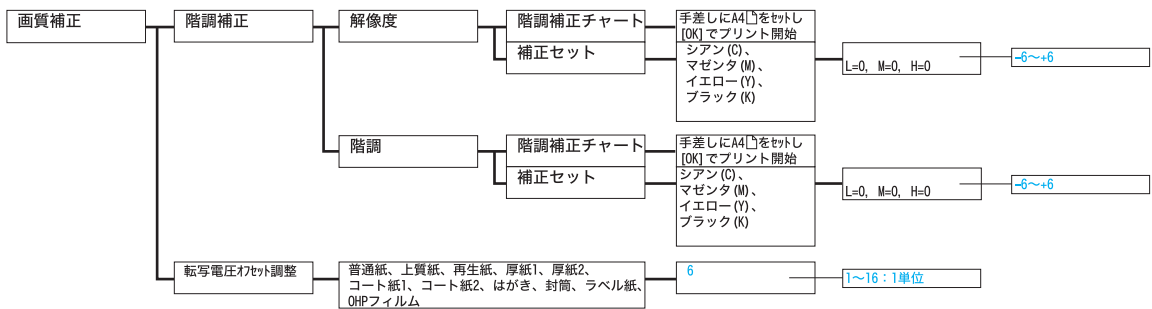 画質補正
階調補正
解像度
階調補正チャート
手差しにA4をセットし
[OK]でプリント開始
補正セット
シアン(C)、
マゼンタ(M)、
イエロー(Y)、
ブラック(K)
L=0, M=0, H=0
-6～+6
階調
階調補正チャート
手差しにA4をセットし
[OK]でプリント開始
補正セット
シアン(C)、
マゼンタ(M)、
イエロー(Y)、
ブラック(K)
L=0, M=0, H=0
-6～+6
転写電圧ｵﾌｾｯﾄ調整
普通紙、上質紙、再生紙、厚紙1、厚紙2、
コート紙1、コート紙2、はがき、封筒、ラベル紙、
OHPフィルム
6
1～16：1単位